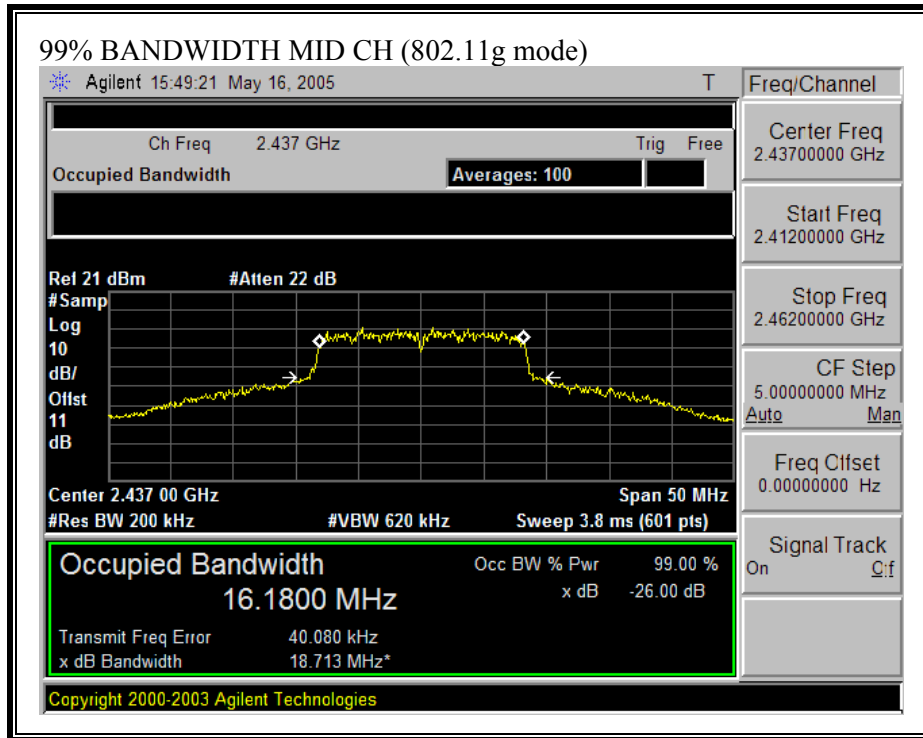 99% BANDWIDTH MID CH (802.11g mode)
Agilent 15:49:21 May 16, 2005 T
Freq/Channel
Ch Freq 2.437 GHz Trig Free
Occupied Bandwidth Averages: 100
Center Freq
2.43700000 GHz
Start Freq
2.41200000 GHz
Stop Freq
2.46200000 GHz
CF Step
5.00000000 MHz
Auto Man
Freq Offset
0.00000000 Hz
Signal Track
On Off
Ref 21 dBm #Atten 22 dB
#Samp
Log
10
dB/
Offst
11
dB
Center 2.437 00 GHz Span 50 MHz
#Res BW 200 kHz #VBW 620 kHz Sweep 3.8 ms (601 pts)
Occupied Bandwidth Occ BW % Pwr 99.00 %
16.1800 MHz x dB -26.00 dB
Transmit Freq Error 40.080 kHz
x dB Bandwidth 18.713 MHz*
Copyright 2000-2003 Agilent Technologies